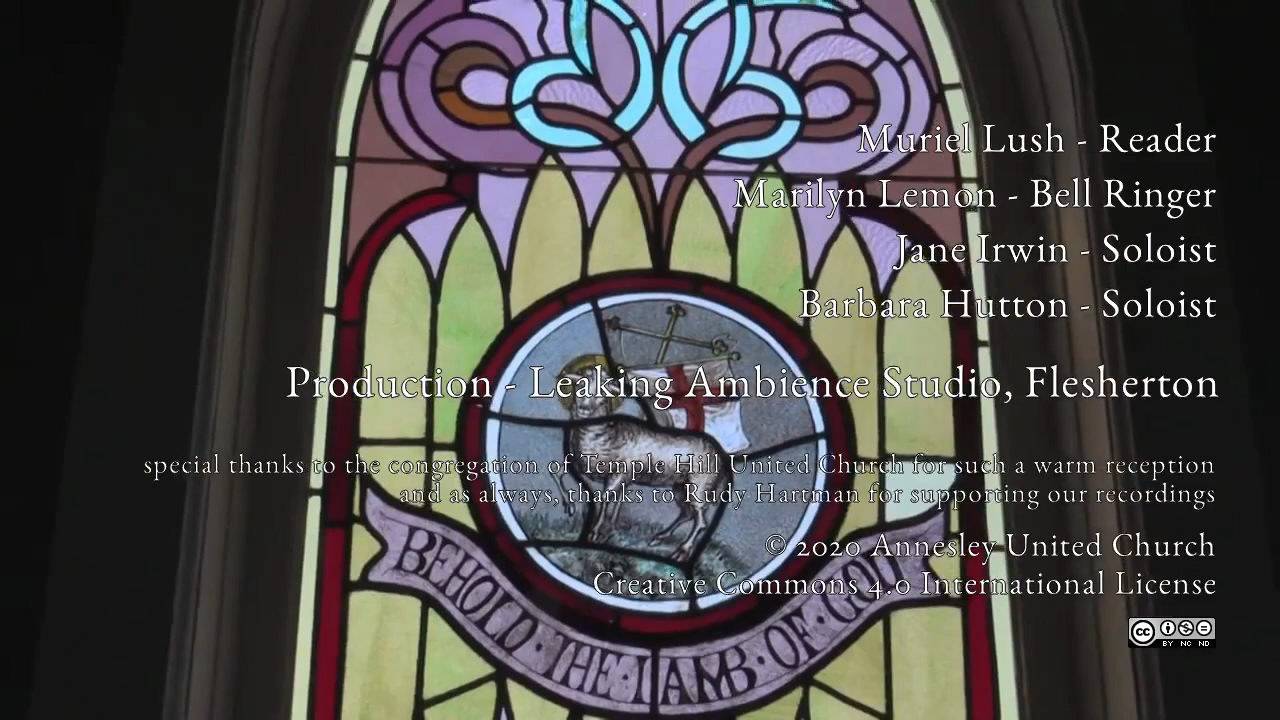 Muriel Lush - Reader
Marilyn Lemon - Bell Ringer
Jane Irwin - Soloist
Barbara Hutton - Soloist
Production - Leaking Ambience Studio, Flesherton
special thanks to the congregation of Temple Hill United Church for such a warm reception
and as always, thanks to Rudy Hartman for supporting our recordings
© 2020 Annesley United Church
Creative Commons 4.0 International License
cc BY NC ND
BEHOLD · THE · LAMB · OF · GOD